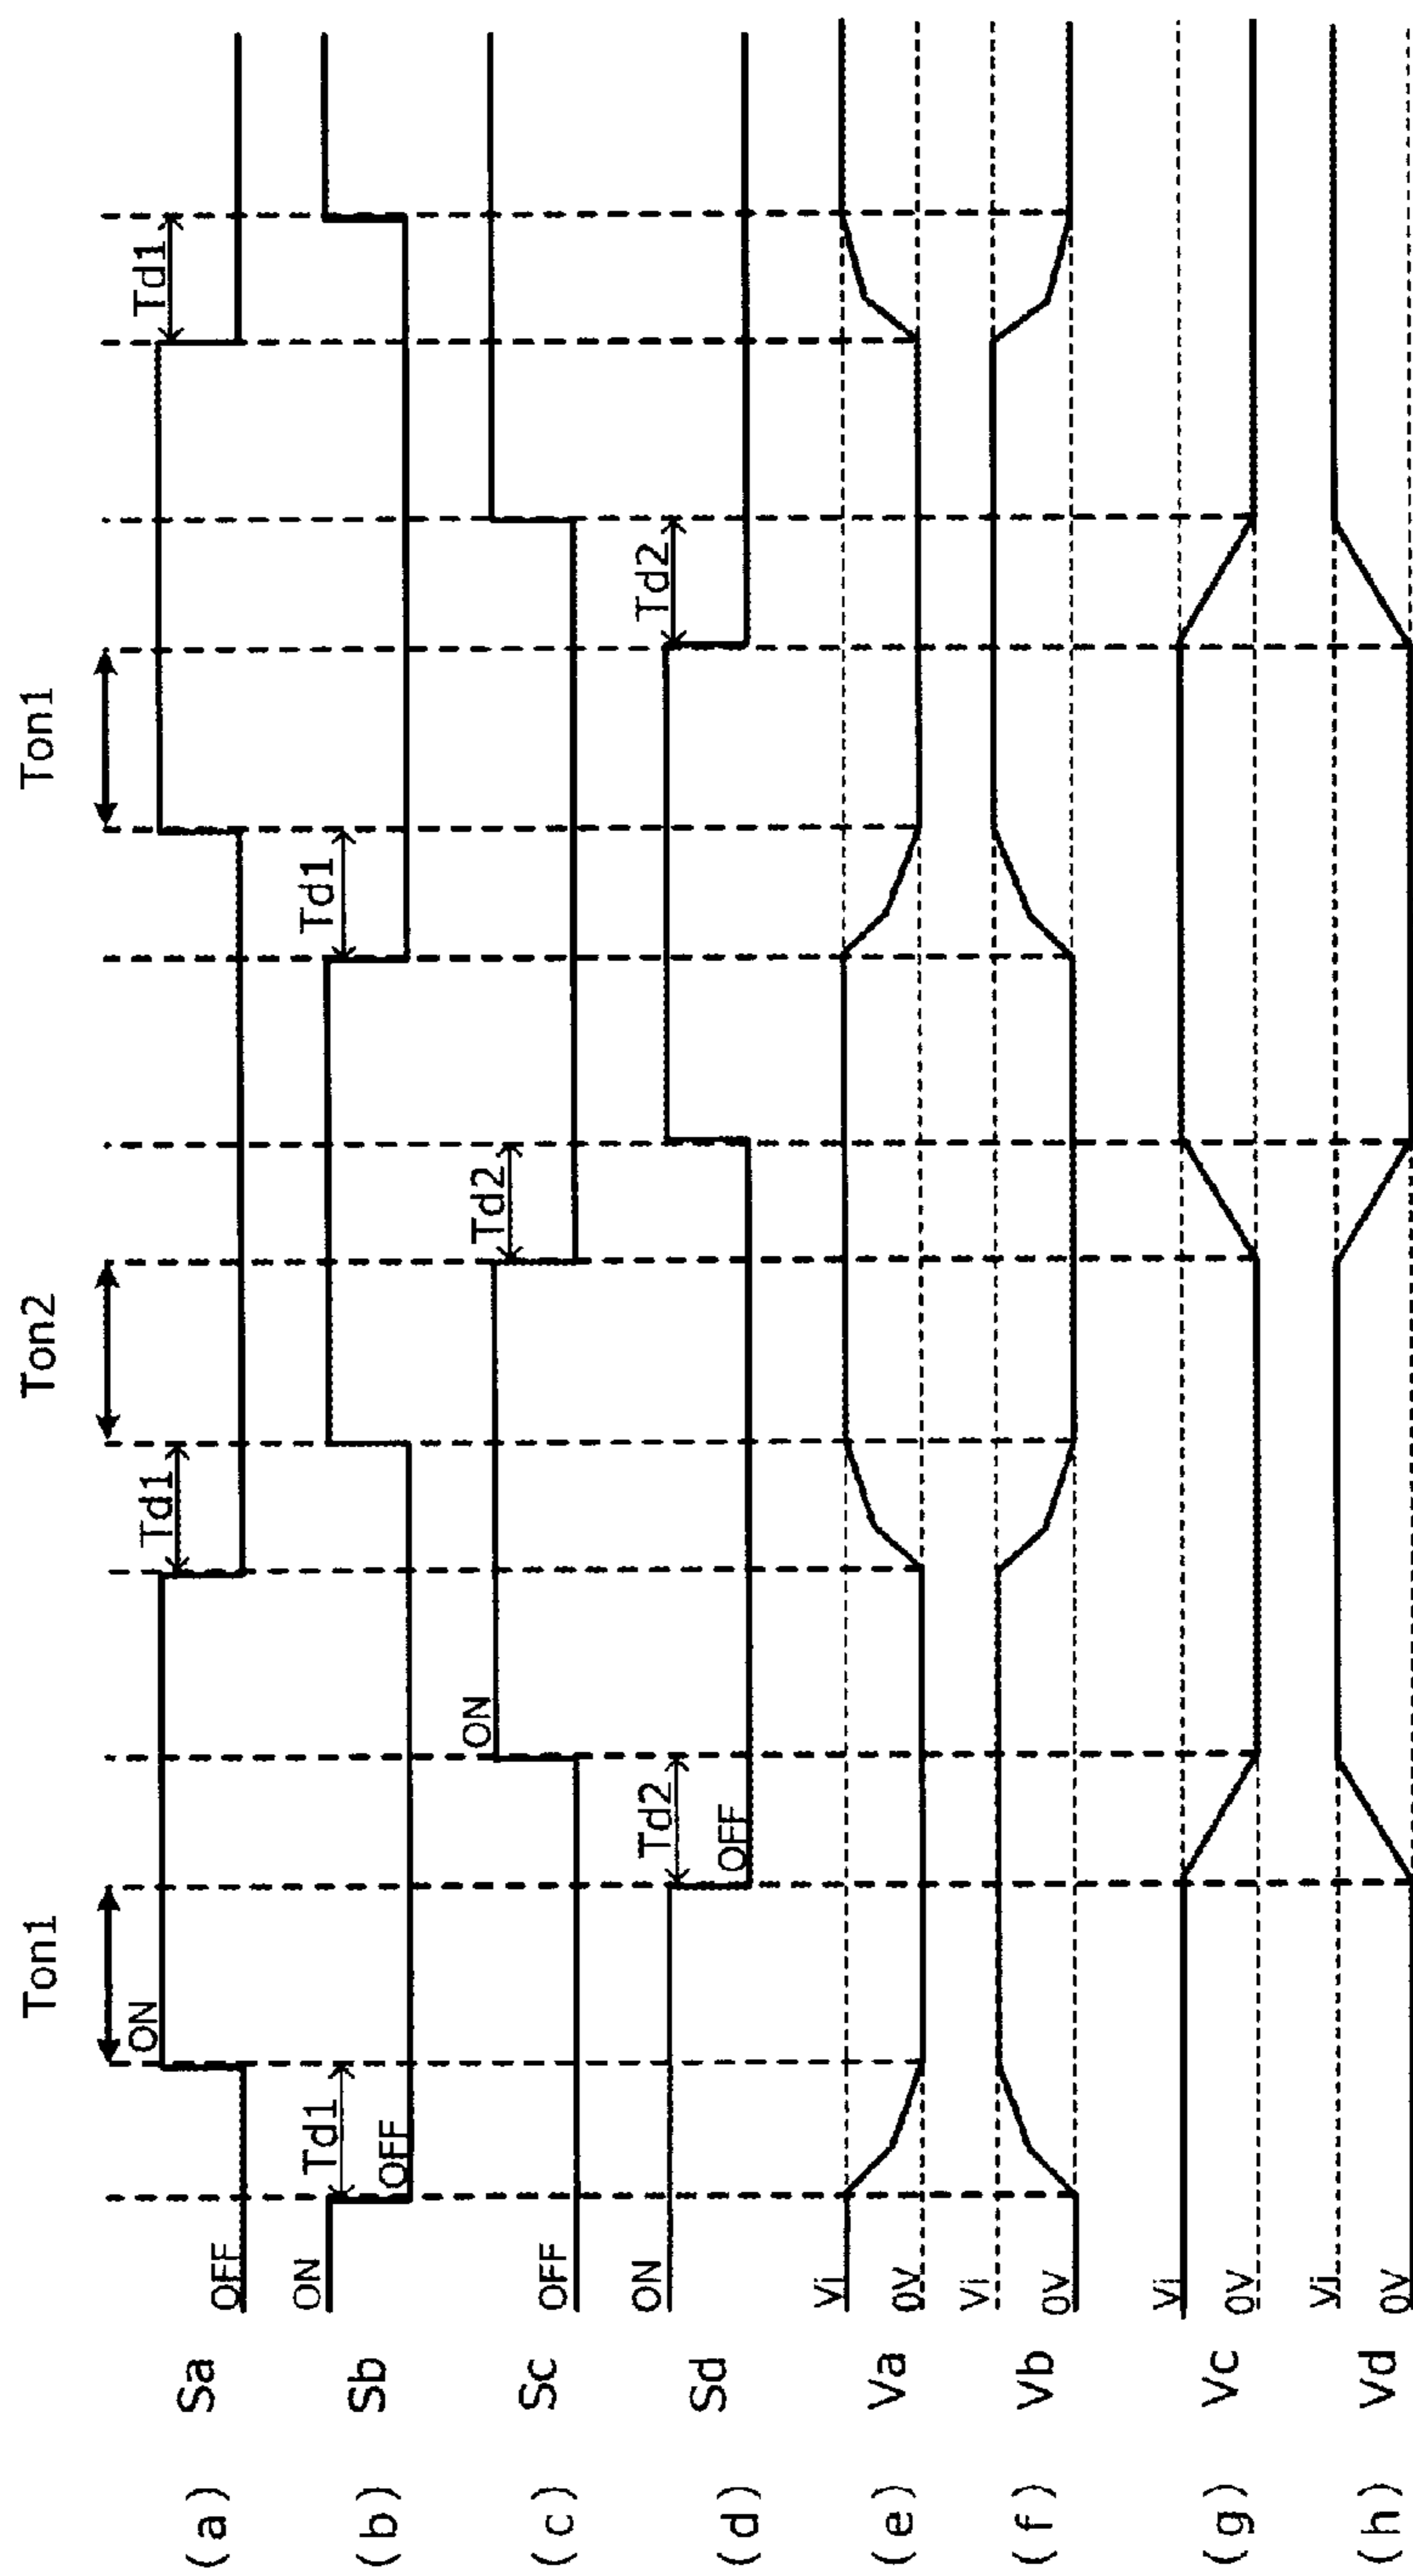 Ton1 Ton2 Ton1
(a) Sa OFF ON Td1 Td1
(b) Sb ON Td1 OFF Td1
(c) Sc OFF ON Td2
(d) Sd ON Td2 OFF Td2
(e) Va Vi 0V
(f) Vb Vi 0V
(g) Vc Vi 0V
(h) Vd Vi 0V